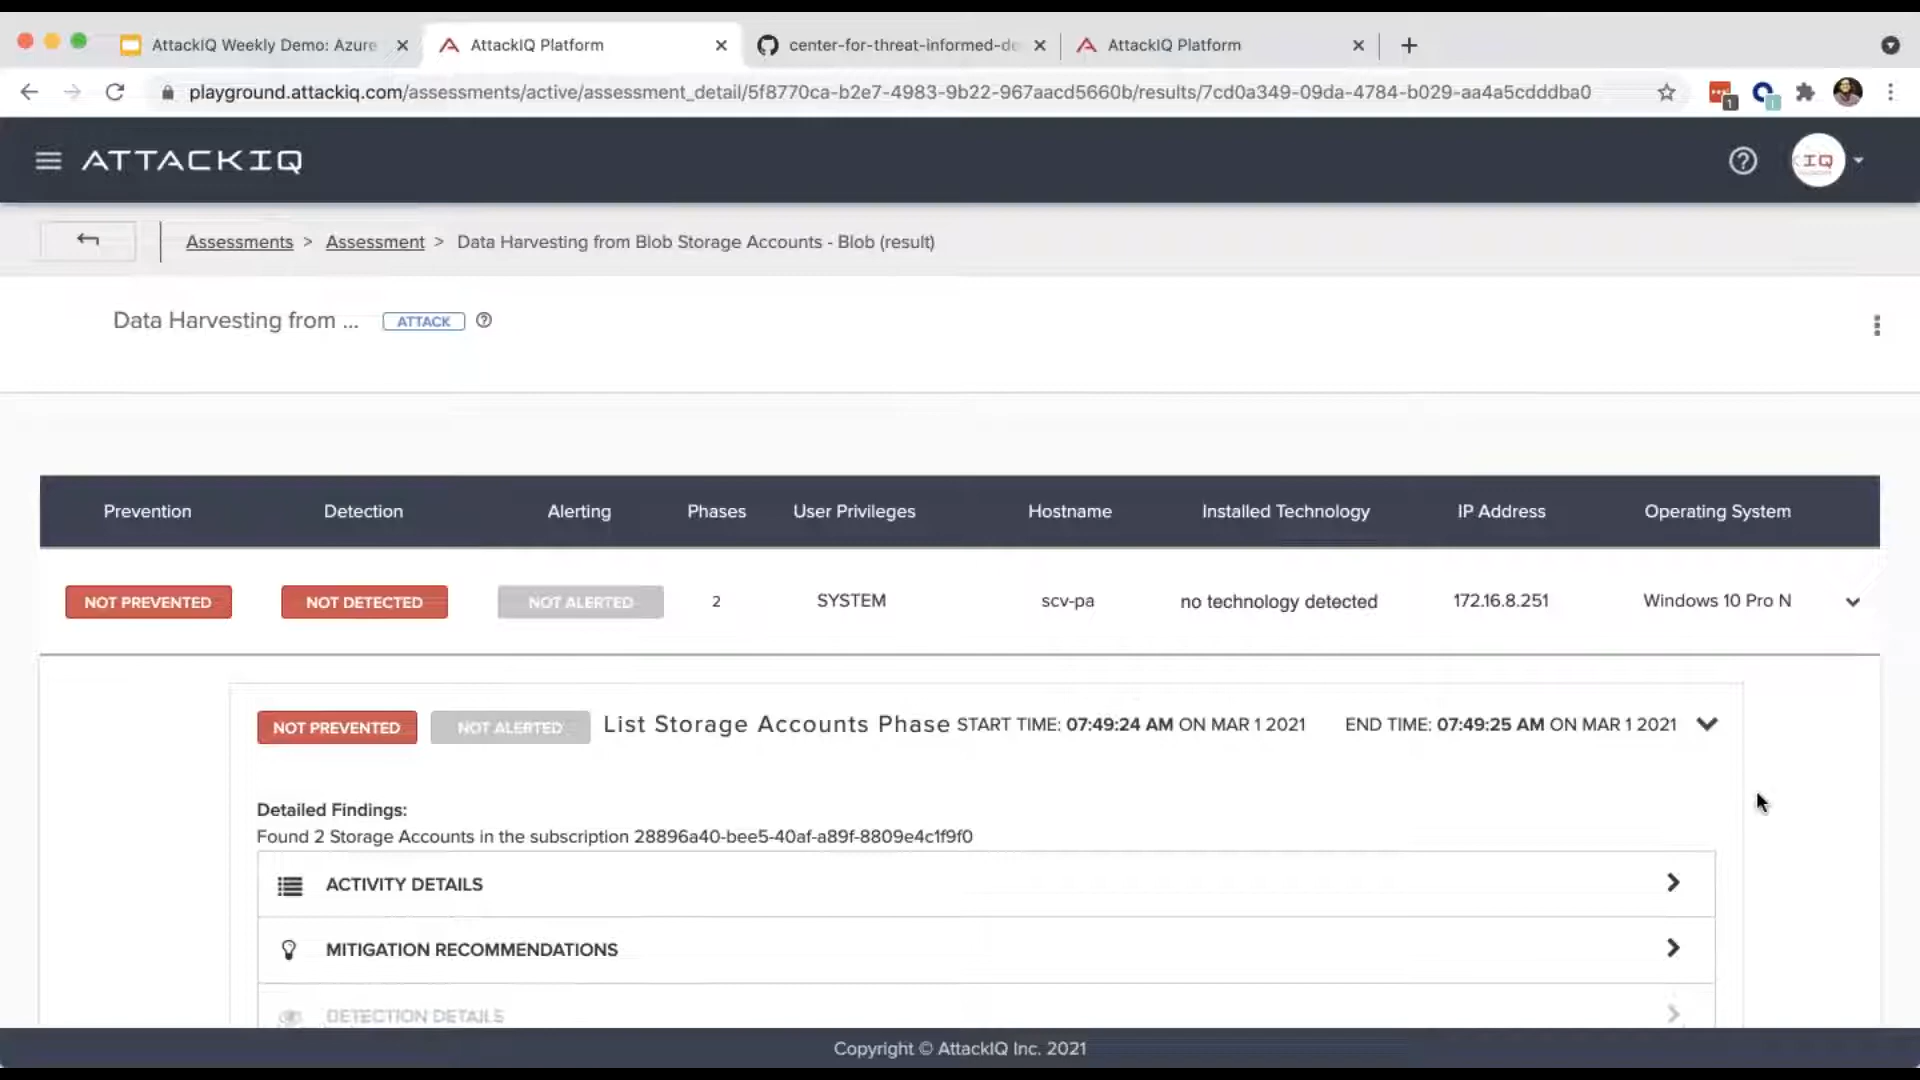 AttackIQ Weekly Demo: Azure
AttackIQ Platform
center-for-threat-informed-de
AttackIQ Platform
playground.attackiq.com/assessments/active/assessment_detail/5f8770ca-b2e7-4983-9b22-967aacd5660b/results/7cd0a349-09da-4784-b029-aa4a5cdddba0
1
ATTACKIQ
IQ
Assessments > Assessment > Data Harvesting from Blob Storage Accounts - Blob (result)
Data Harvesting from ... ATTACK
Prevention Detection Alerting Phases User Privileges Hostname Installed Technology IP Address Operating System
NOT PREVENTED NOT DETECTED NOT ALERTED 2 SYSTEM scv-pa no technology detected 172.16.8.251 Windows 10 Pro N
NOT PREVENTED NOT ALERTED List Storage Accounts Phase START TIME: 07:49:24 AM ON MAR 1 2021 END TIME: 07:49:25 AM ON MAR 1 2021
Detailed Findings:
Found 2 Storage Accounts in the subscription 28896a40-bee5-40af-a89f-8809e4c1f9f0
ACTIVITY DETAILS
MITIGATION RECOMMENDATIONS
DETECTION DETAILS
Copyright © AttackIQ Inc. 2021